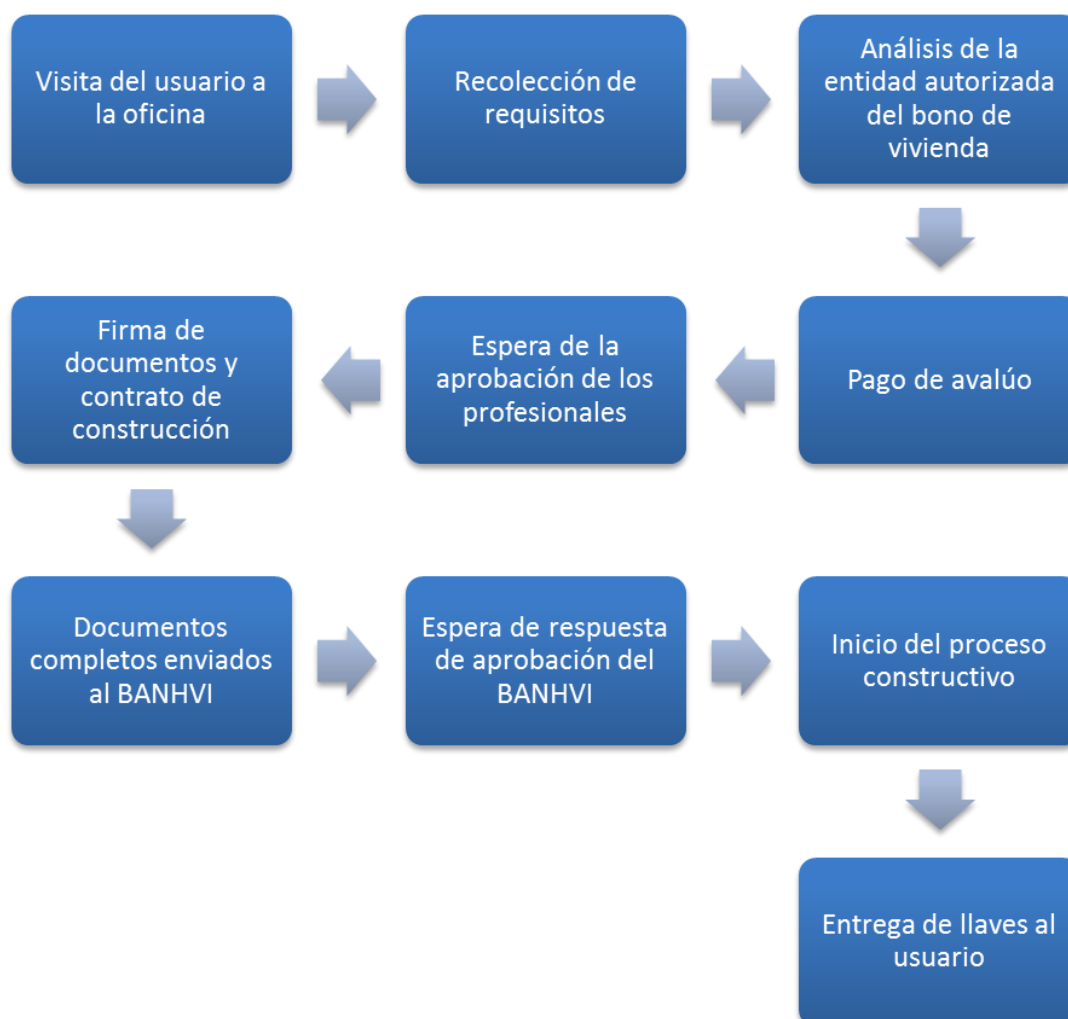 Visita del usuario a
la oficina
Recolección de
requisitos
Análisis de la
entidad autorizada
del bono de
vivienda
Pago de avalúo
Espera de la
aprobación de los
profesionales
Firma de
documentos y
contrato de
construcción
Documentos
completos enviados
al BANHVI
Espera de respuesta
de aprobación del
BANHVI
Inicio del proceso
constructivo
Entrega de llaves al
usuario